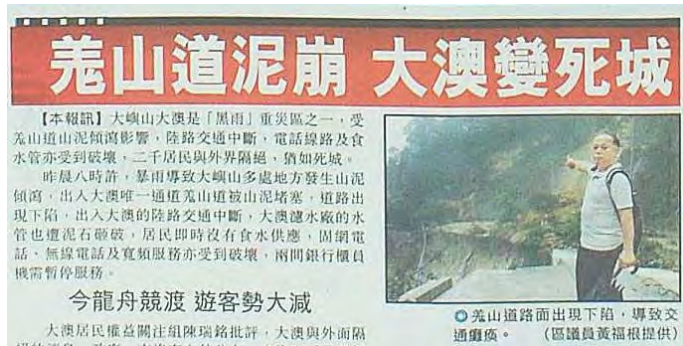 羗山道泥崩 大澳變死城
【本報訊】大嶼山大澳是「黑雨」重災區之一，受
羗山道山泥傾瀉影響，陸路交通中斷，電話線路及食
水管亦受到破壞，二千居民與外界隔絕，猶如死城。
昨晨八時許，暴雨導致大嶼山多處地方發生山泥
傾瀉，出入大澳唯一通道羗山道被山泥堵塞，道路出
現下陷，出入大澳的陸路交通中斷，大澳濾水廠的水
管也遭泥石砸破，居民即時沒有食水供應，固網電
話、無線電話及寬頻服務亦受到破壞，兩間銀行櫃員
機需暫停服務。
今龍舟競渡 遊客勢大減
大澳居民權益關注組陳瑞銘批評，大澳與外面隔
羗山道路面出現下陷，導致交
通癱瘓。 （區議員黃福根提供）